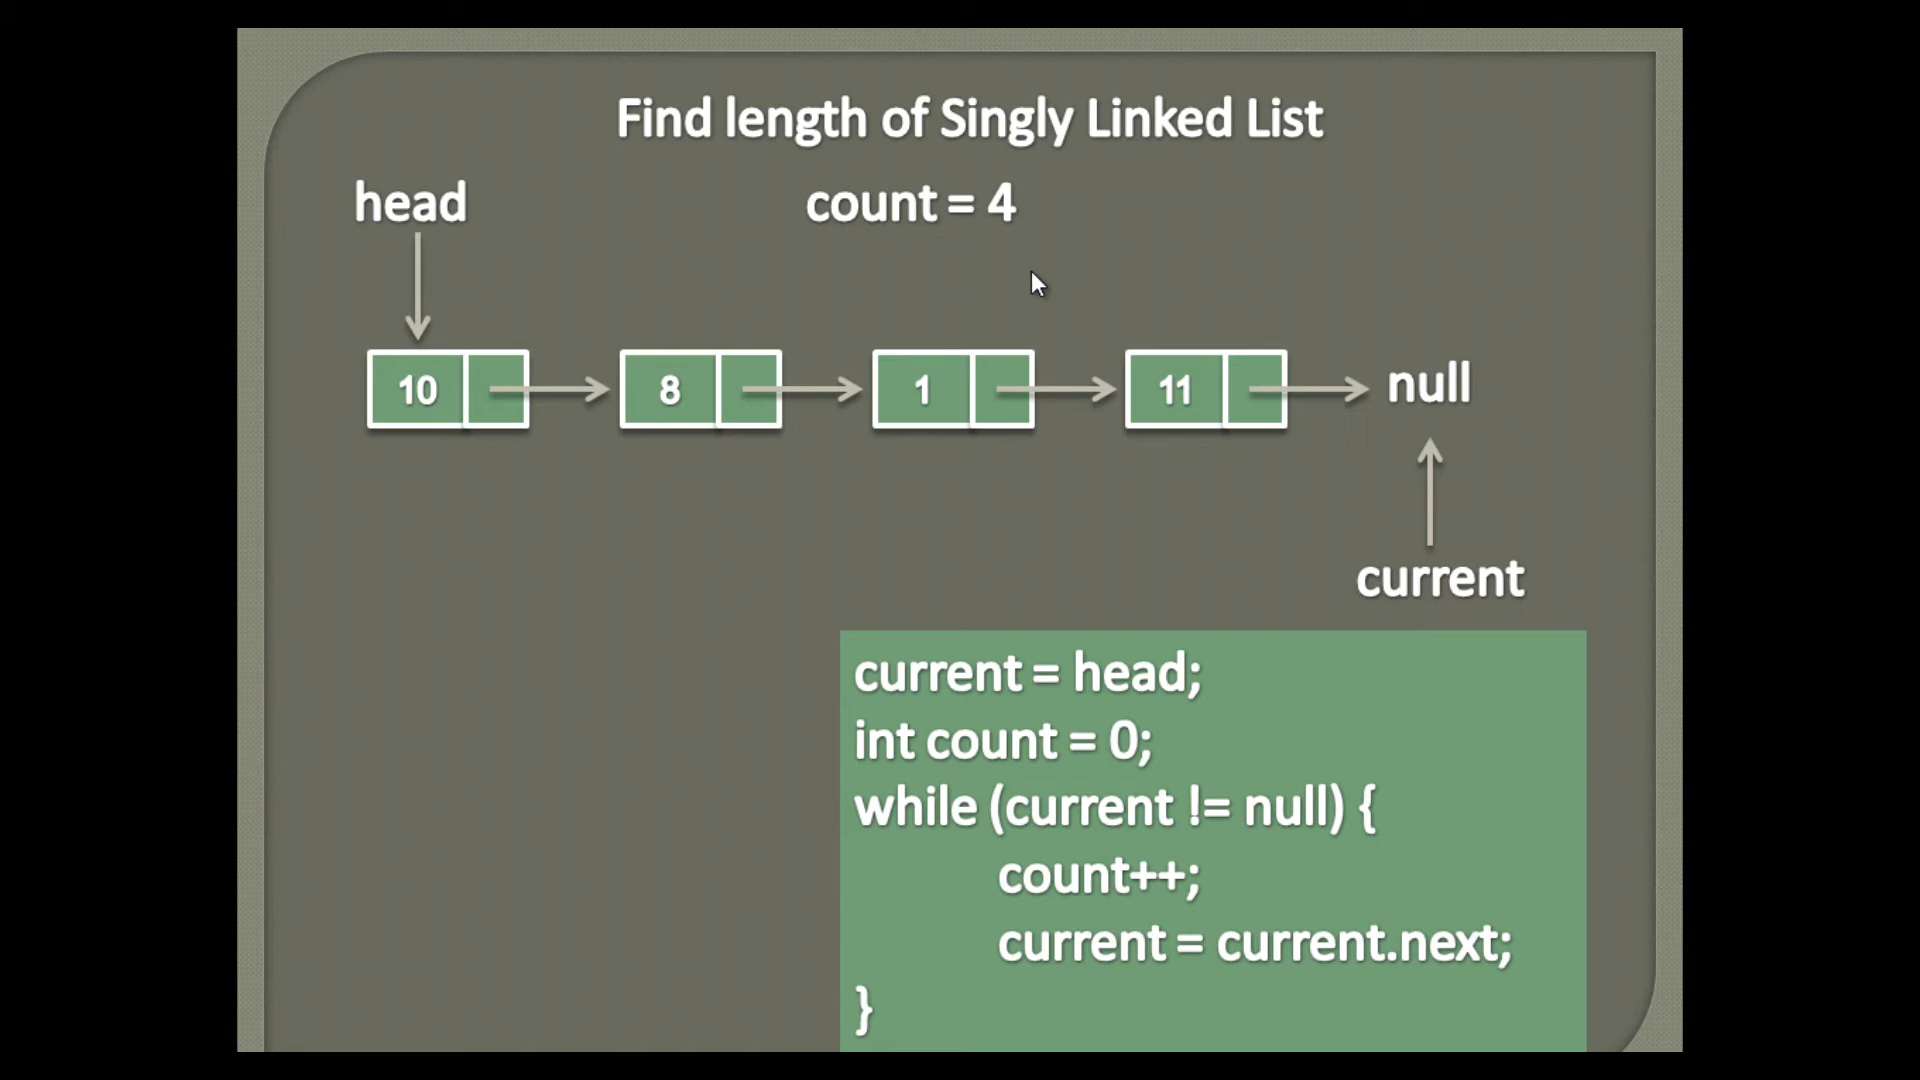 Find length of Singly Linked List
head
count = 4
10
8
1
11
null
current
current = head;
int count = 0;
while (current != null) {
count++;
current = current.next;
}